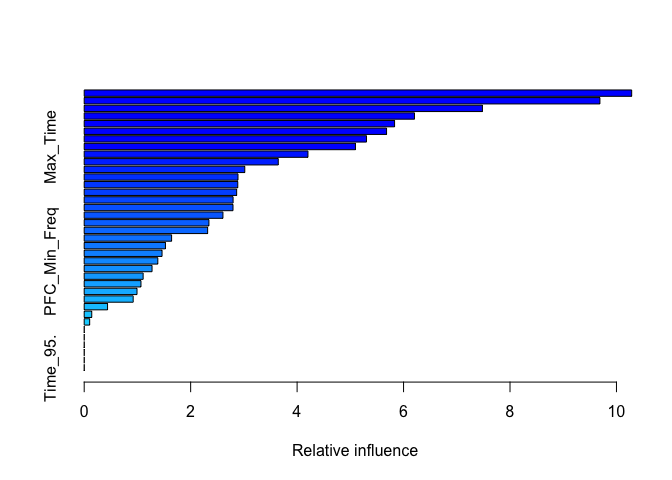 Max_Time
PFC_Min_Freq
Time_95.
0 2 4 6 8 10
Relative influence